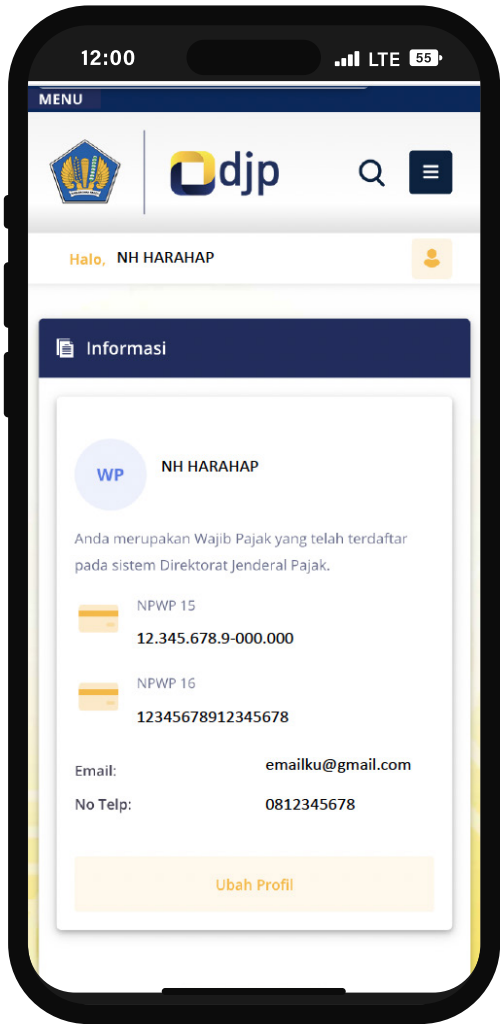 12:00 LTE 55
MENU
djp
Halo, NH HARAHAP
Informasi
WP NH HARAHAP
Anda merupakan Wajib Pajak yang telah terdaftar
pada sistem Direktorat Jenderal Pajak.
NPWP 15
12.345.678.9-000.000
NPWP 16
12345678912345678
Email: emailku@gmail.com
No Telp: 0812345678
Ubah Profil